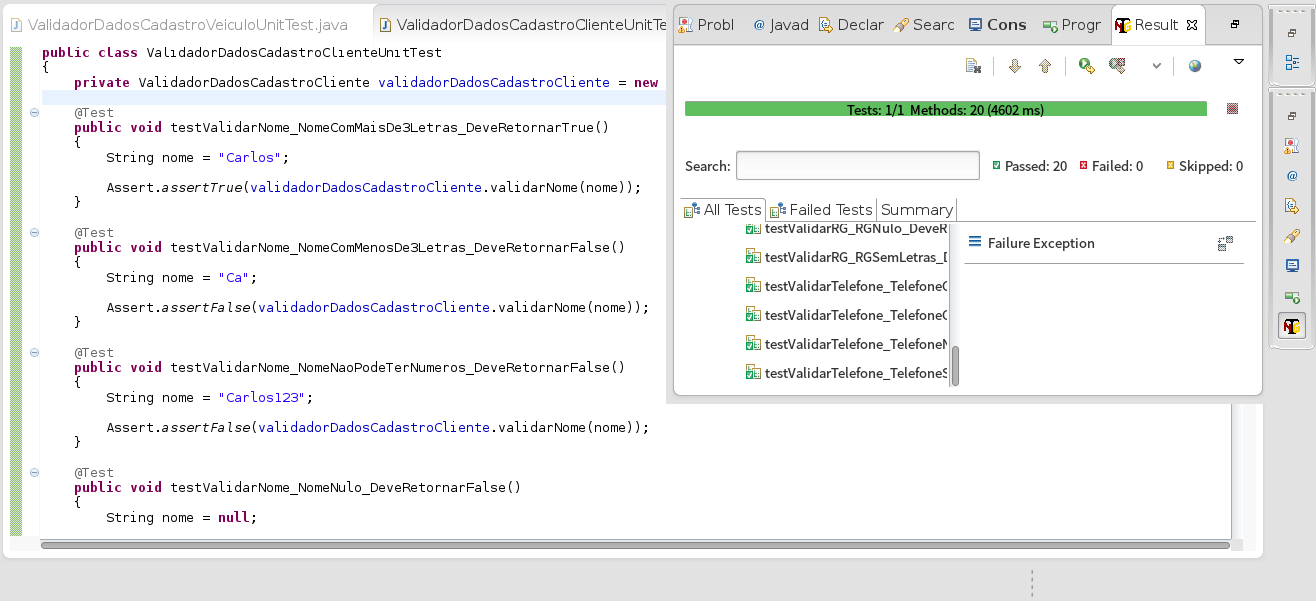 ValidadorDadosCadastroVeiculoUnitTest.java
ValidadorDadosCadastroClienteUnitTe
public class ValidadorDadosCadastroClienteUnitTest
{
private ValidadorDadosCadastroCliente validadorDadosCadastroCliente = new
@Test
public void testValidarNome_NomeComMaisDe3Letras_DeveRetornarTrue()
{
String nome = "Carlos";
Assert.assertTrue(validadorDadosCadastroCliente.validarNome(nome));
}
@Test
public void testValidarNome_NomeComMenosDe3Letras_DeveRetornarFalse()
{
String nome = "Ca";
Assert.assertFalse(validadorDadosCadastroCliente.validarNome(nome));
}
@Test
public void testValidarNome_NomeNaoPodeTerNumeros_DeveRetornarFalse()
{
String nome = "Carlos123";
Assert.assertFalse(validadorDadosCadastroCliente.validarNome(nome));
}
@Test
public void testValidarNome_NomeNulo_DeveRetornarFalse()
{
String nome = null;
Probl @ Javad Declar Searc Cons Progr Result
Tests: 1/1 Methods: 20 (4602 ms)
Search: Passed: 20 Failed: 0 Skipped: 0
All Tests Failed Tests Summary
testValidarRG_RGNulo_DeveR
testValidarRG_RGSemLetras_D
testValidarTelefone_TelefoneC
testValidarTelefone_TelefoneC
testValidarTelefone_TelefoneN
testValidarTelefone_TelefoneS
Failure Exception